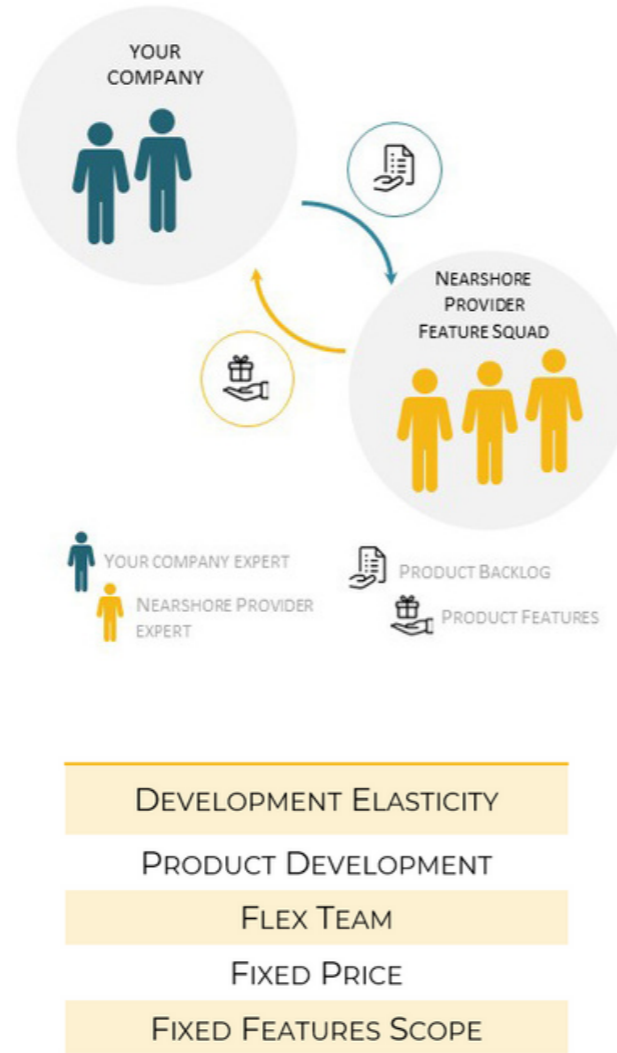 YOUR
COMPANY
NEARSHORE
PROVIDER
FEATURE SQUAD
YOUR COMPANY EXPERT
NEARSHORE PROVIDER
EXPERT
PRODUCT BACKLOG
PRODUCT FEATURES
DEVELOPMENT ELASTICITY
PRODUCT DEVELOPMENT
FLEX TEAM
FIXED PRICE
FIXED FEATURES SCOPE